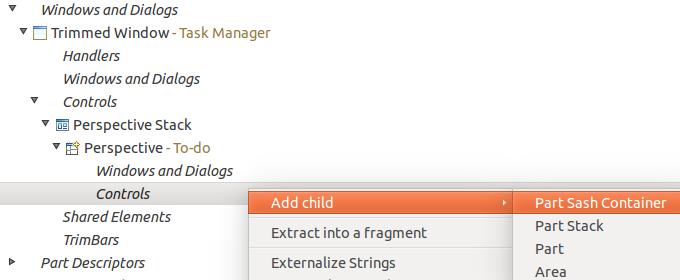 Windows and Dialogs
Trimmed Window - Task Manager
Handlers
Windows and Dialogs
Controls
Perspective Stack
Perspective - To-do
Windows and Dialogs
Controls
Shared Elements
TrimBars
Part Descriptors
Add child
Extract into a fragment
Externalize Strings
Part Sash Container
Part Stack
Part
Area